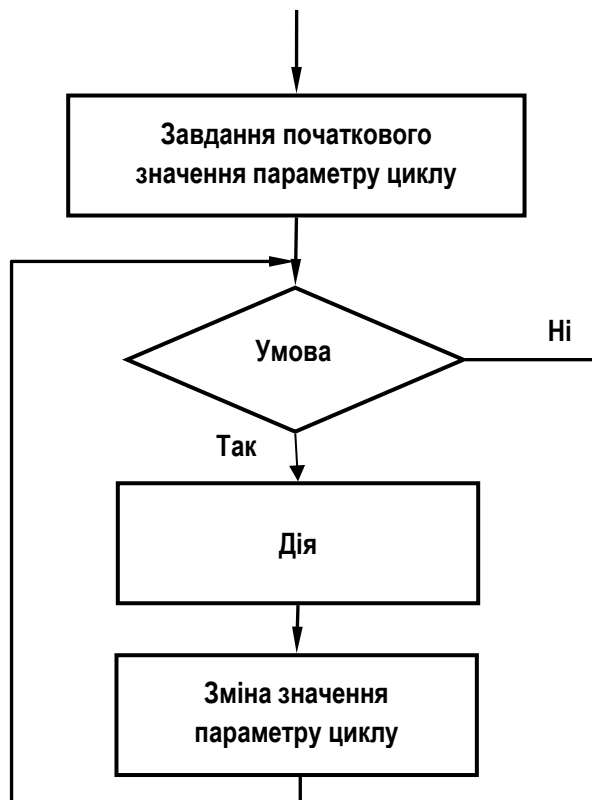 Завдання початкового
значення параметру циклу
Умова
Ні
Так
Дія
Зміна значення
параметру циклу